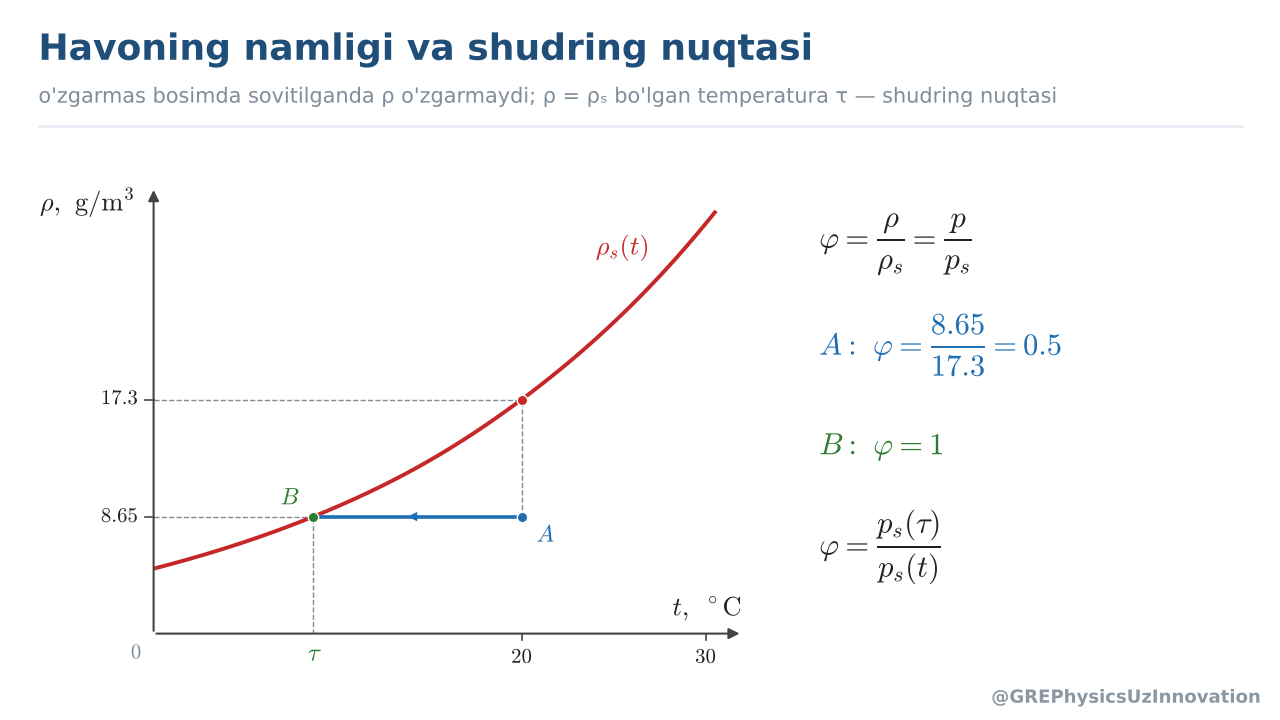 Havoning namligi va shudring nuqtasi
o'zgarmas bosimda sovitilganda ρ o'zgarmaydi; ρ = ρₛ bo'lgan temperatura τ — shudring nuqtasi
ρ, g/m³
ρₛ(t)
17.3
8.65
B
A
t, °C
0
τ
20
30
φ = ρ/ρₛ = p/pₛ
A: φ = 8.65/17.3 = 0.5
B: φ = 1
φ = pₛ(τ)/pₛ(t)
@GREPhysicsUzInnovation